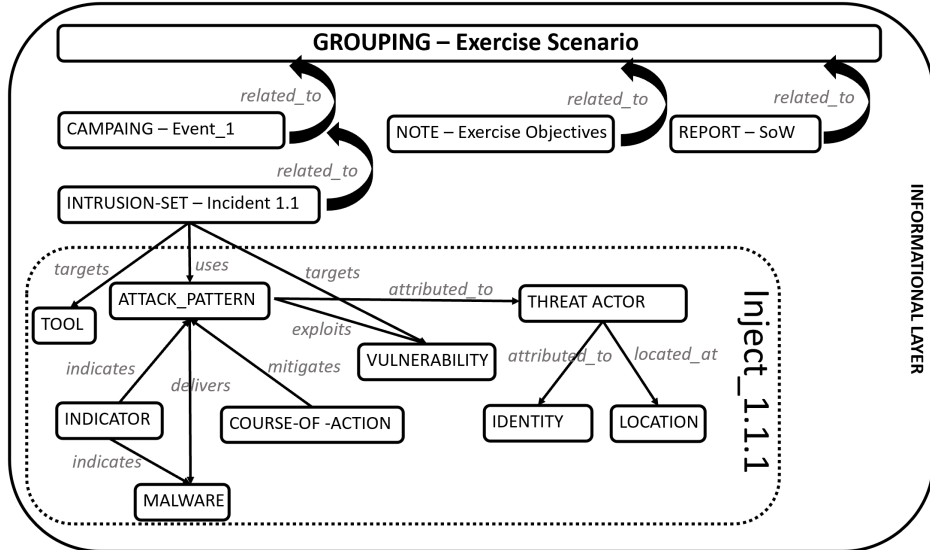 GROUPING – Exercise Scenario
related_to
related_to
related_to
CAMPAING – Event_1
NOTE – Exercise Objectives
REPORT – SoW
related_to
INTRUSION-SET – Incident 1.1
INFORMATIONAL LAYER
targets
uses
targets
ATTACK_PATTERN
attributed_to
THREAT ACTOR
TOOL
exploits
VULNERABILITY
attributed_to
located_at
Inject_1.1.1
indicates
delivers
mitigates
INDICATOR
COURSE-OF -ACTION
IDENTITY
LOCATION
indicates
MALWARE